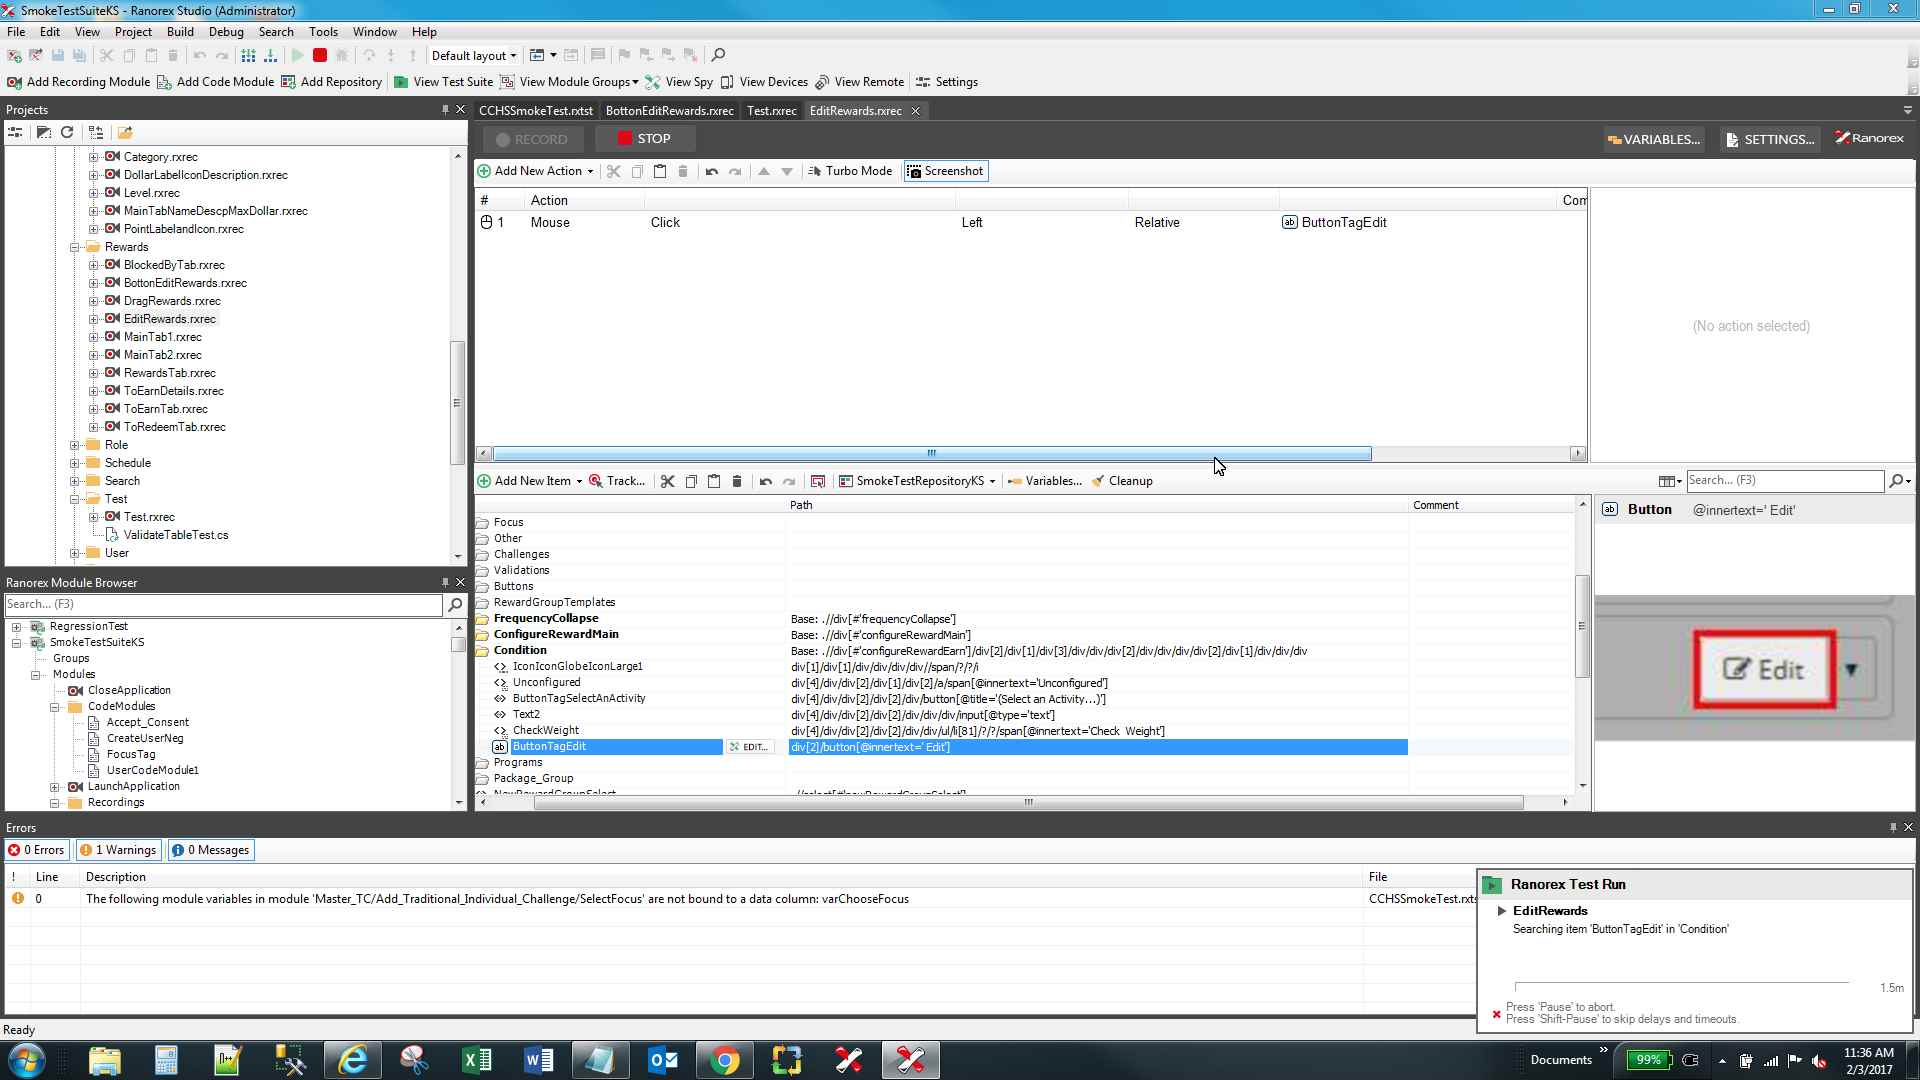 SmokeTestSuiteKS - Ranorex Studio (Administrator)
File Edit View Project Build Debug Search Tools Window Help
Default layout
Add Recording Module Add Code Module Add Repository View Test Suite View Module Groups View Spy View Devices View Remote Settings
Projects
Category.rxrec
DollarLabelIconDescription.rxrec
Level.rxrec
MainTabNameDescpMaxDollar.rxrec
PointLabelandIcon.rxrec
Rewards
BlockedByTab.rxrec
BottonEditRewards.rxrec
DragRewards.rxrec
EditRewards.rxrec
MainTab1.rxrec
MainTab2.rxrec
RewardsTab.rxrec
ToEarnDetails.rxrec
ToEarnTab.rxrec
ToRedeemTab.rxrec
Role
Schedule
Search
Test
Test.rxrec
ValidateTableTest.cs
User
Ranorex Module Browser
Search... (F3)
RegressionTest
SmokeTestSuiteKS
Groups
Modules
CloseApplication
CodeModules
Accept_Consent
CreateUserNeg
FocusTag
UserCodeModule1
LaunchApplication
Recordings
CCHSSmokeTest.rxtst BottonEditRewards.rxrec Test.rxrec EditRewards.rxrec
RECORD STOP VARIABLES... SETTINGS... Ranorex
Add New Action Turbo Mode Screenshot
# Action Com
1 Mouse Click Left Relative ButtonTagEdit
(No action selected)
Add New Item Track... SmokeTestRepositoryKS Variables... Cleanup Search... (F3)
Path Comment
Focus
Other
Challenges
Validations
Buttons
RewardGroupTemplates
FrequencyCollapse Base: .//div[#'frequencyCollapse']
ConfigureRewardMain Base: .//div[#'configureRewardMain']
Condition Base: .//div[#'configureRewardEarn']/div[2]/div[1]/div[3]/div/div/div[2]/div/div/div/div[2]/div[1]/div/div/div
IconIconGlobeIconLarge1 div[1]/div[1]/div/div/div/div//span/?/?/i
Unconfigured div[4]/div/div[2]/div[1]/div[2]/a/span[@innertext='Unconfigured']
ButtonTagSelectAnActivity div[4]/div/div[2]/div[2]/div/button[@title='(Select an Activity...)']
Text2 div[4]/div/div[2]/div[2]/div/div/div/input[@type='text']
CheckWeight div[4]/div/div[2]/div[2]/div/div/ul/li[81]/?/?/span[@innertext='Check Weight']
ButtonTagEdit EDIT... div[2]/button[@innertext=' Edit']
Programs
Package_Group
NewRewardGroupSelect .//select[#'newRewardGroupSelect']
Button @innertext=' Edit'
Edit
Errors
0 Errors 1 Warnings 0 Messages
! Line Description File
0 The following module variables in module 'Master_TC/Add_Traditional_Individual_Challenge/SelectFocus' are not bound to a data column: varChooseFocus CCHSSmokeTest.rxts
Ranorex Test Run
EditRewards
Searching item 'ButtonTagEdit' in 'Condition'
1.5m
Press 'Pause' to abort.
Press 'Shift-Pause' to skip delays and timeouts.
Ready
Documents 99% 11:36 AM
2/3/2017